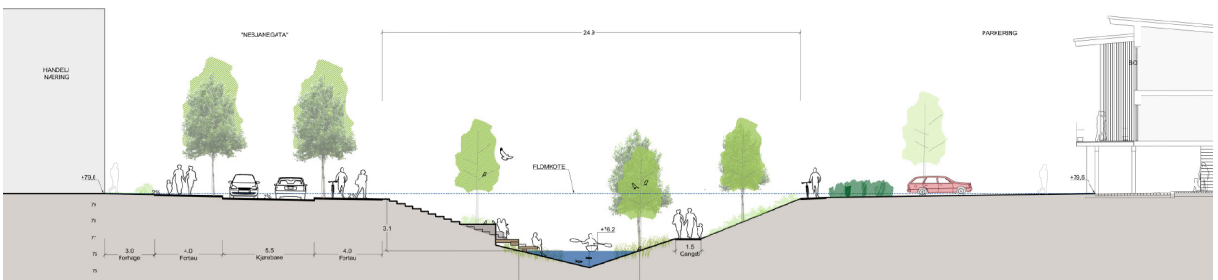 24.9
"NESJANEGATA"
PARKERING
HANDEL/
NÆRING
BO
FLOMKOTE
+79,6
+79,6
3.1
+76.2
3.0
Forhage
4.0
Fortau
5.5
Kjørebane
4.0
Fortau
1.5
Gangsti